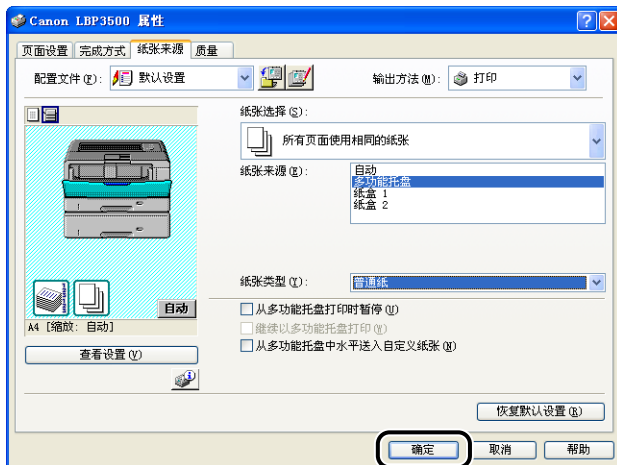 Canon LBP3500 属性
页面设置 完成方式 纸张来源 质量
配置文件(F): 默认设置 输出方法(M): 打印
纸张选择(S):
所有页面使用相同的纸张
纸张来源(E): 自动
多功能托盘
纸盒 1
纸盒 2
自动
纸张类型(Y): 普通纸
从多功能托盘打印时暂停(U)
A4 [缩放: 自动] 继续以多功能托盘打印(W)
查看设置(V) 从多功能托盘中水平送入自定义纸张(N)
恢复默认设置(R)
确定 取消 帮助